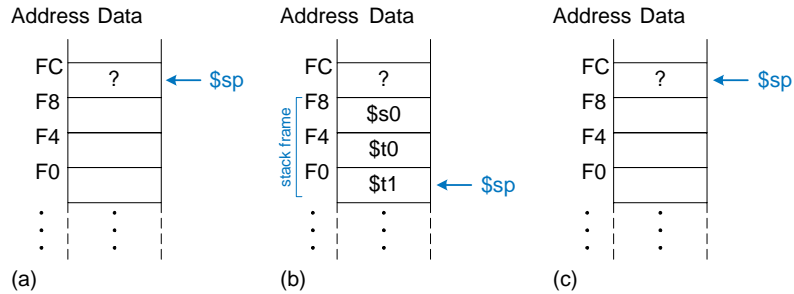 Address Data
FC
?
$sp
F8
F4
F0
(a)
Address Data
FC
?
F8
$s0
F4
$t0
F0
$t1
$sp
stack frame
(b)
Address Data
FC
?
$sp
F8
F4
F0
(c)